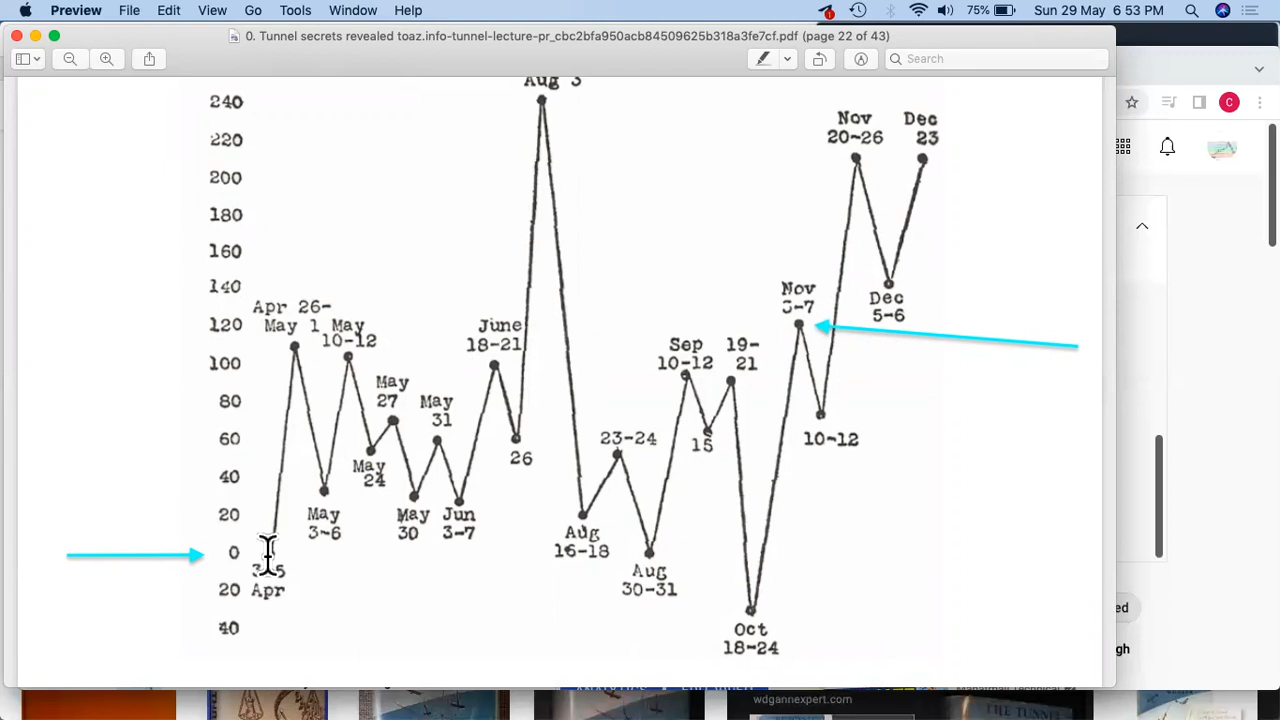 Preview File Edit View Go Tools Window Help 1 75% Sun 29 May 6 53 PM
0. Tunnel secrets revealed toaz.info-tunnel-lecture-pr_cbc2bfa950acb84509625b318a3fe7cf.pdf (page 22 of 43)
Search
C
Aug 3
240
220
200
180
160
140
120
100
80
60
40
20
0
20
40
Apr 26-
May 1
May
10-12
May
3-6
May
24
May
27
May
30
May
31
Jun
3-7
June
18-21
26
Aug
16-18
23-24
Aug
30-31
Sep
10-12
15
19-
21
Oct
18-24
Nov
10-12
Nov
20-26
Dec
5-6
Dec
23
Apr
ed
gh
wdgannexpert.com